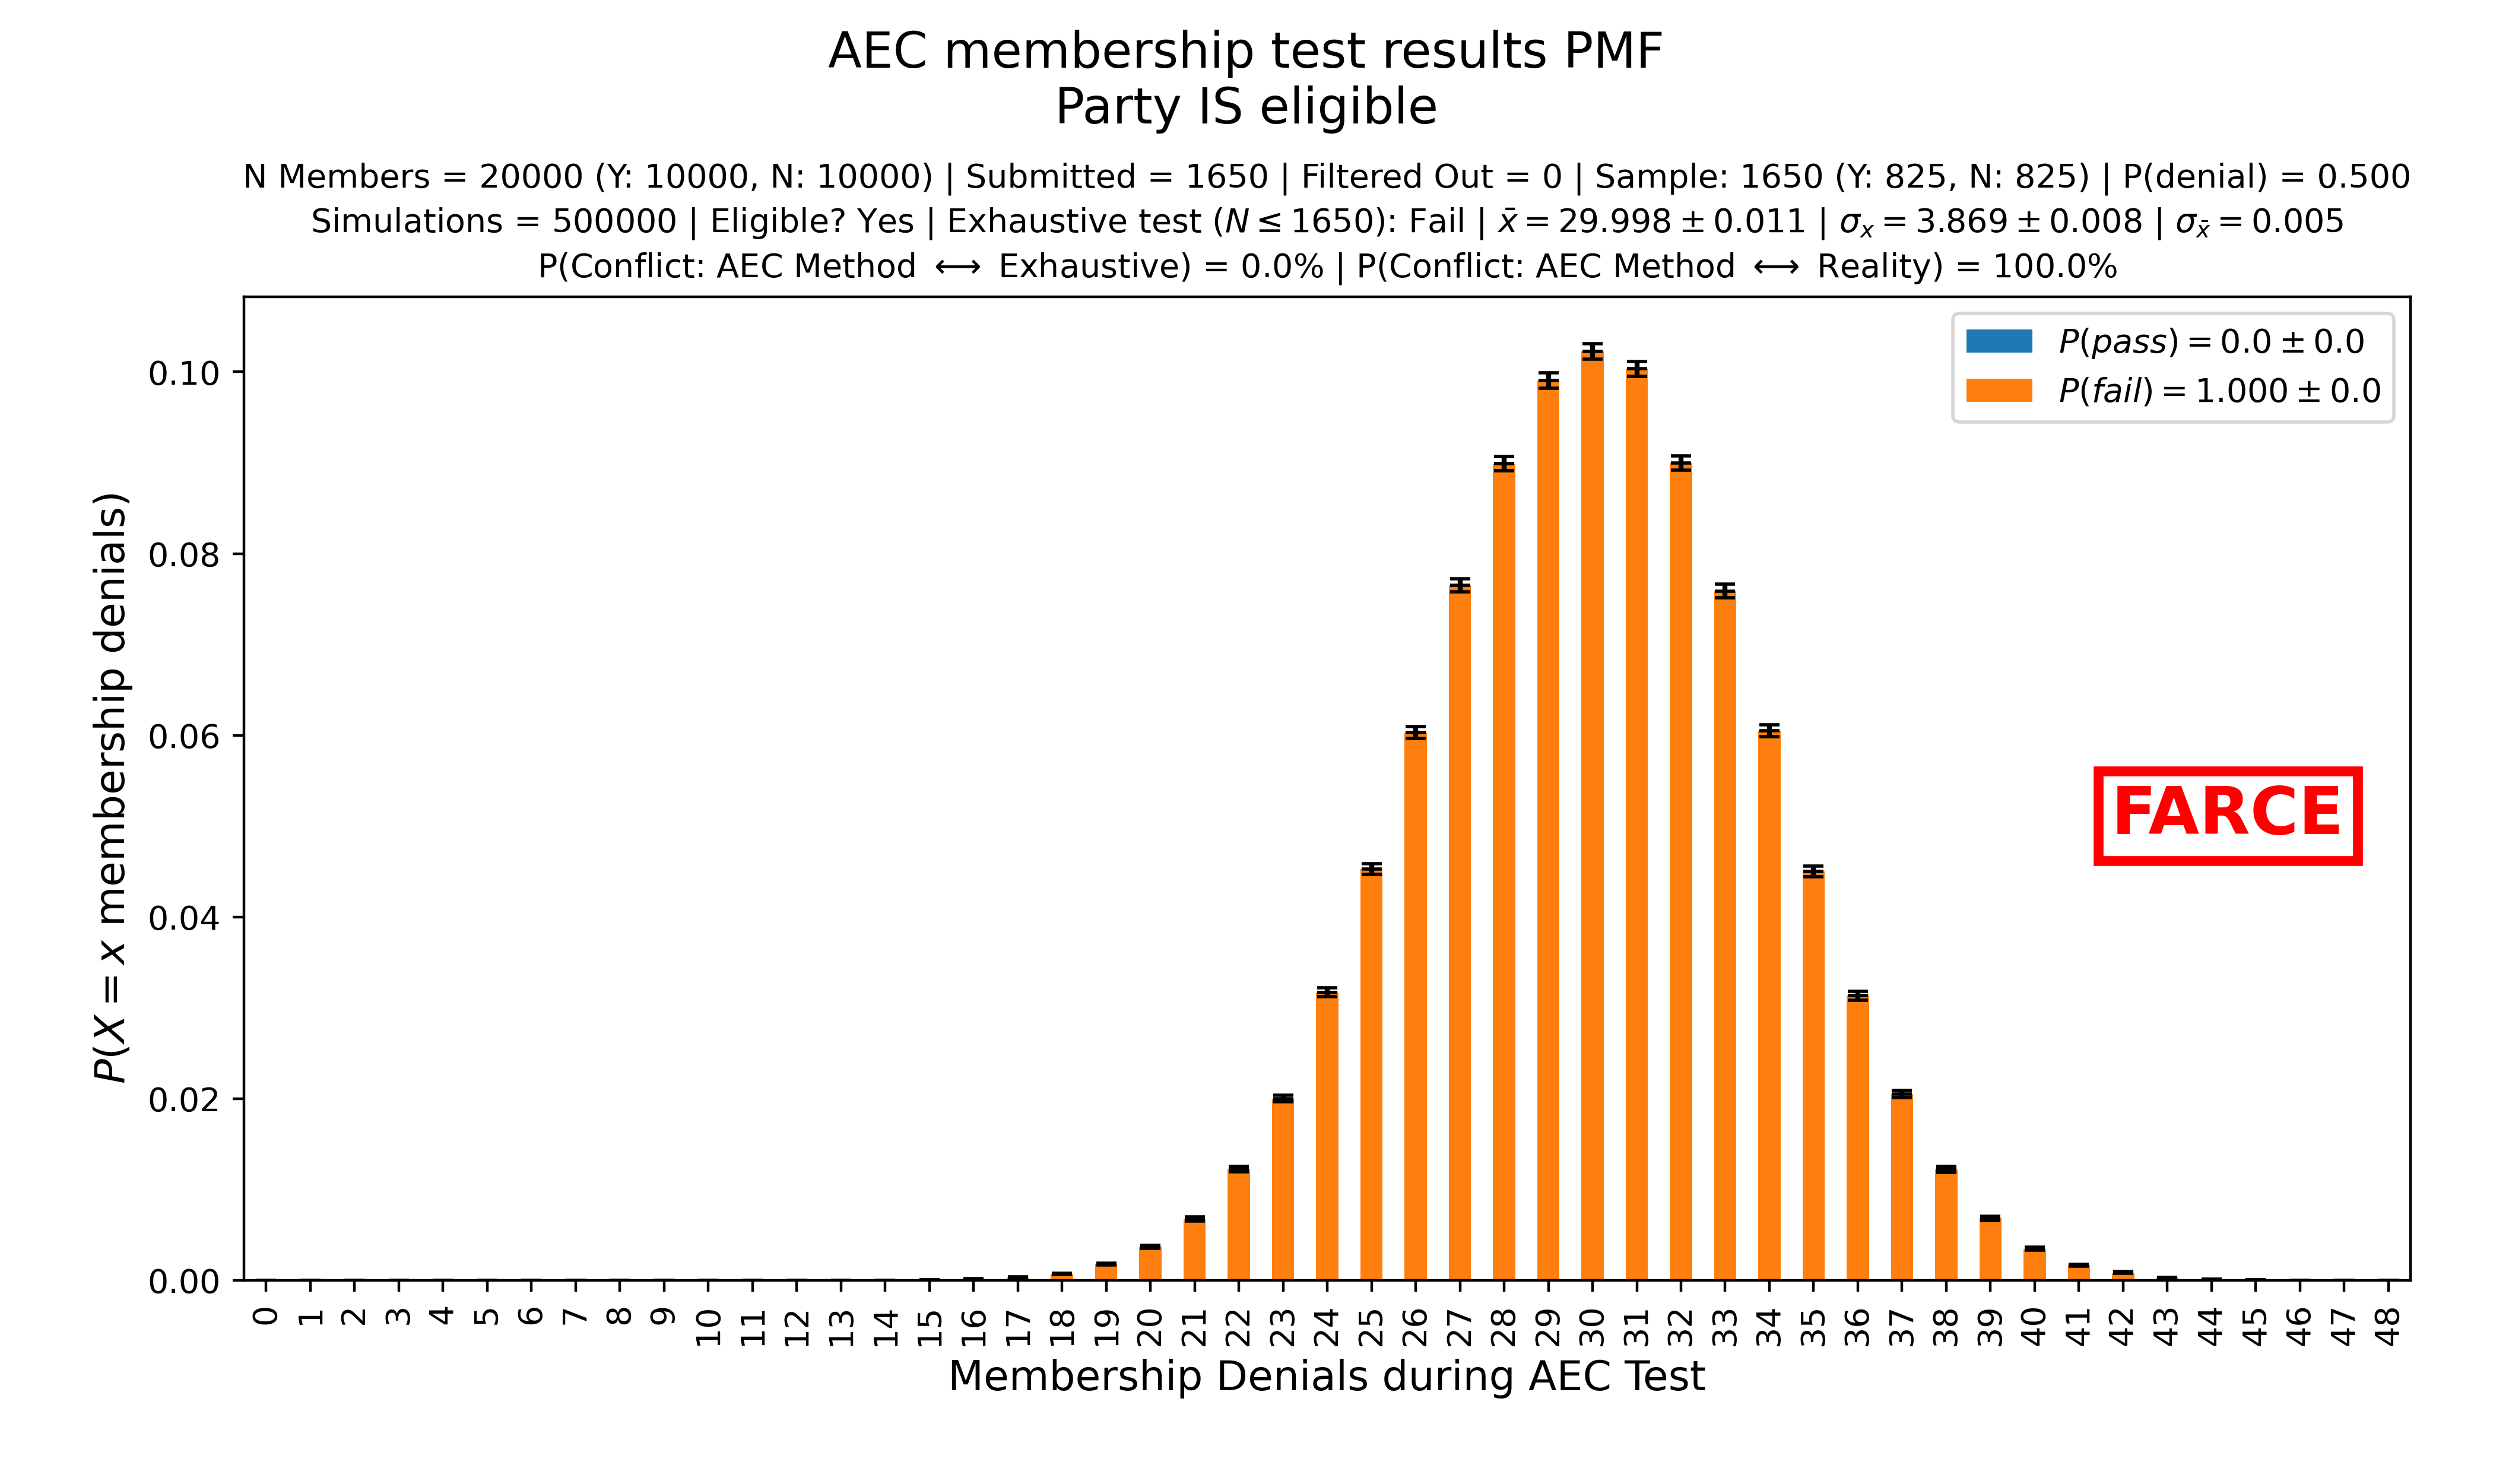 AEC membership test results PMF
Party IS eligible
N Members = 20000 (Y: 10000, N: 10000) | Submitted = 1650 | Filtered Out = 0 | Sample: 1650 (Y: 825, N: 825) | P(denial) = 0.500
Simulations = 500000 | Eligible? Yes | Exhaustive test (N ≤ 1650): Fail | x̄ = 29.998 ± 0.011 | σₓ = 3.869 ± 0.008 | σ_x̄ = 0.005
P(Conflict: AEC Method ⟷ Exhaustive) = 0.0% | P(Conflict: AEC Method ⟷ Reality) = 100.0%
P(pass) = 0.0 ± 0.0
P(fail) = 1.000 ± 0.0
P(X = x membership denials)
0.10
0.08
0.06
0.04
0.02
0.00
FARCE
0 1 2 3 4 5 6 7 8 9 10 11 12 13 14 15 16 17 18 19 20 21 22 23 24 25 26 27 28 29 30 31 32 33 34 35 36 37 38 39 40 41 42 43 44 45 46 47 48
Membership Denials during AEC Test